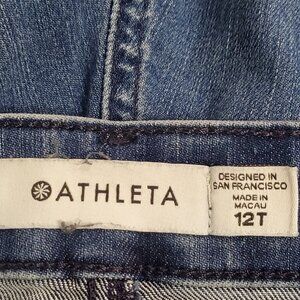 ATHLETA
DESIGNED IN
SAN FRANCISCO
MADE IN
MACAU
12T